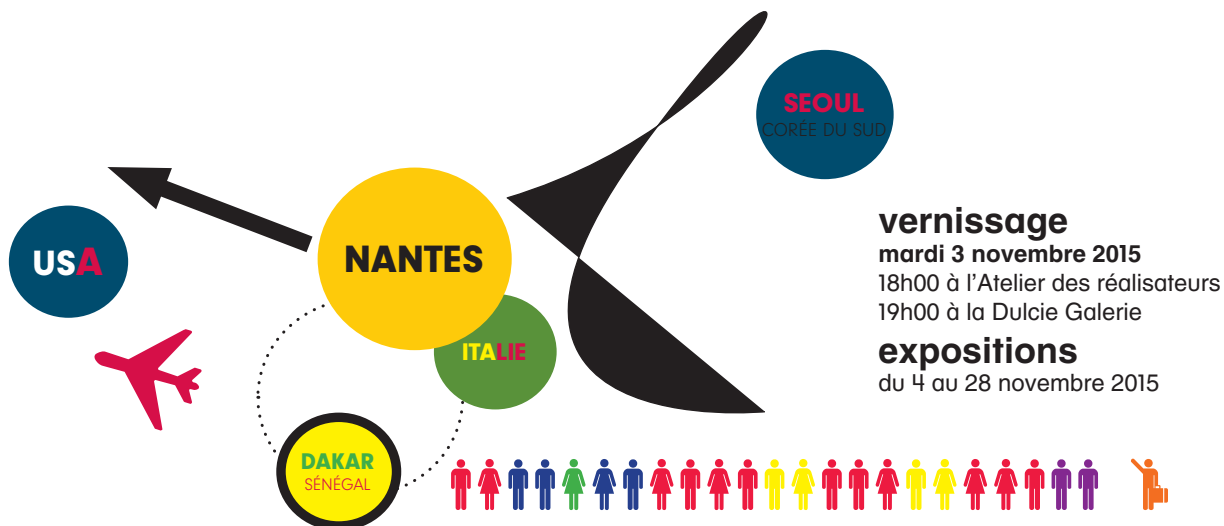 SEOUL
CORÉE DU SUD
USA
NANTES
ITALIE
DAKAR
SÉNÉGAL
vernissage
mardi 3 novembre 2015
18h00 à l’Atelier des réalisateurs
19h00 à la Dulcie Galerie
expositions
du 4 au 28 novembre 2015